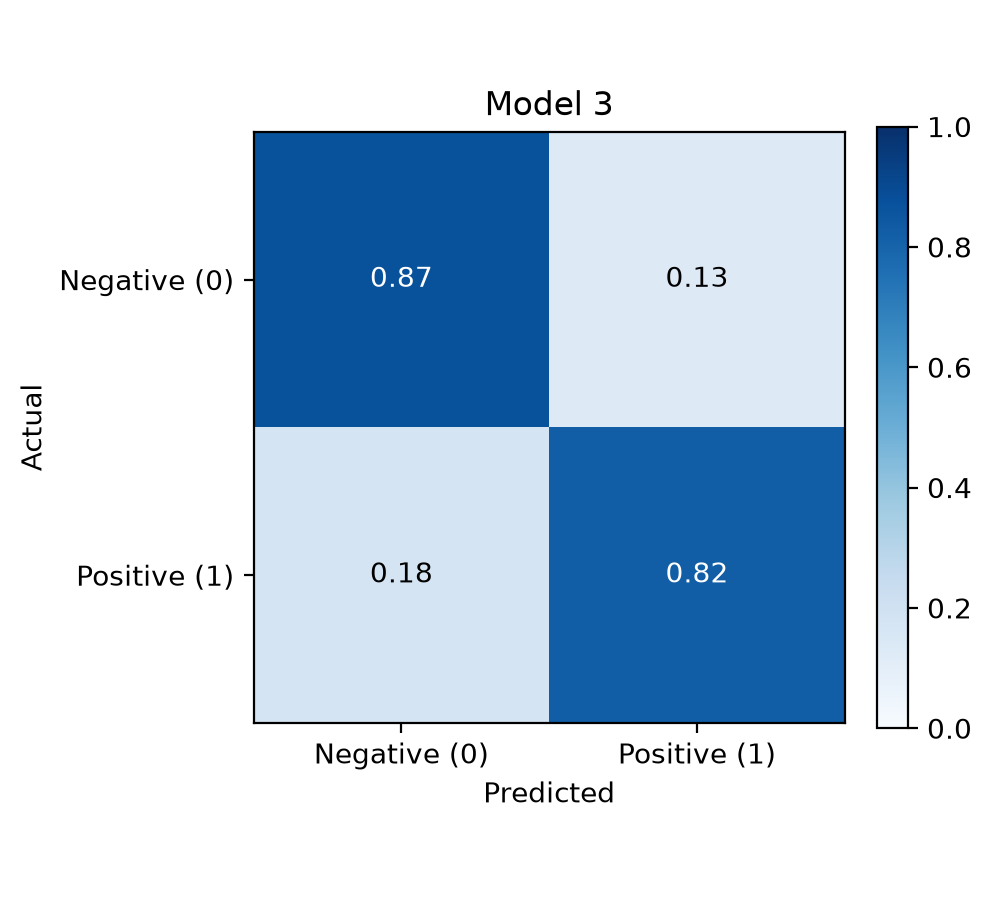 Model 3
1.0
0.8
0.6
0.4
0.2
0.0
Actual
Negative (0)
0.87
0.13
Positive (1)
0.18
0.82
Negative (0)
Positive (1)
Predicted